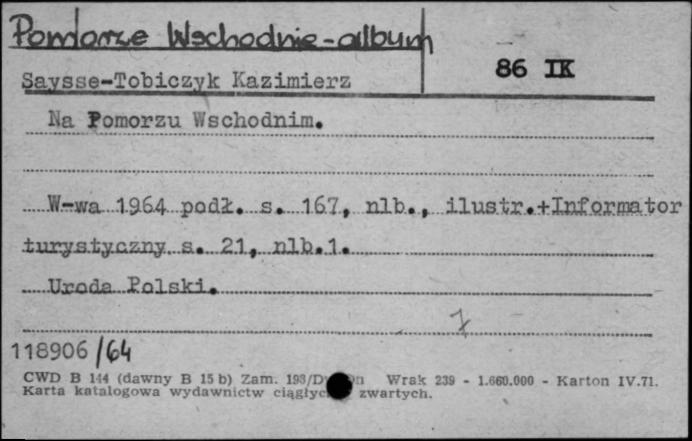 Pomorze Wschodnie-album
86 IK
Saysse-Tobiczyk Kazimierz
Na Pomorzu Wschodnim.
W-wa 1964 podł. s. 167, nlb., ilustr.+Informator
turystyczny s. 21, nlb.1.
Uroda Polski.
7
118906/64
CWD B 144 (dawny B 15 b) Zam. 193/ Wrak 239 - 1.660.000 - Karton IV.71.
Karta katalogowa wydawnictw zwartych.